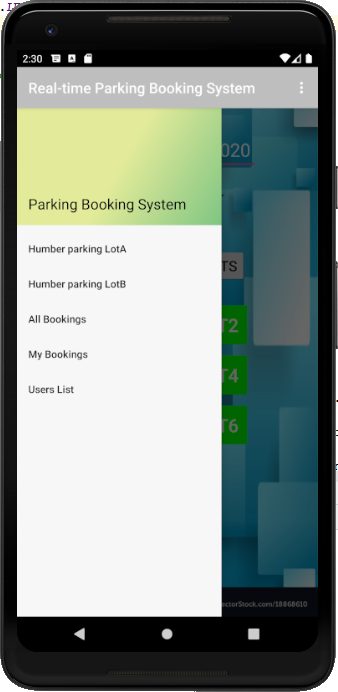 2:30
Real-time Parking Booking System
020
Parking Booking System
Humber parking LotA
TS
Humber parking LotB
All Bookings
T2
My Bookings
T4
Users List
T6
ectorStock.com/18868610